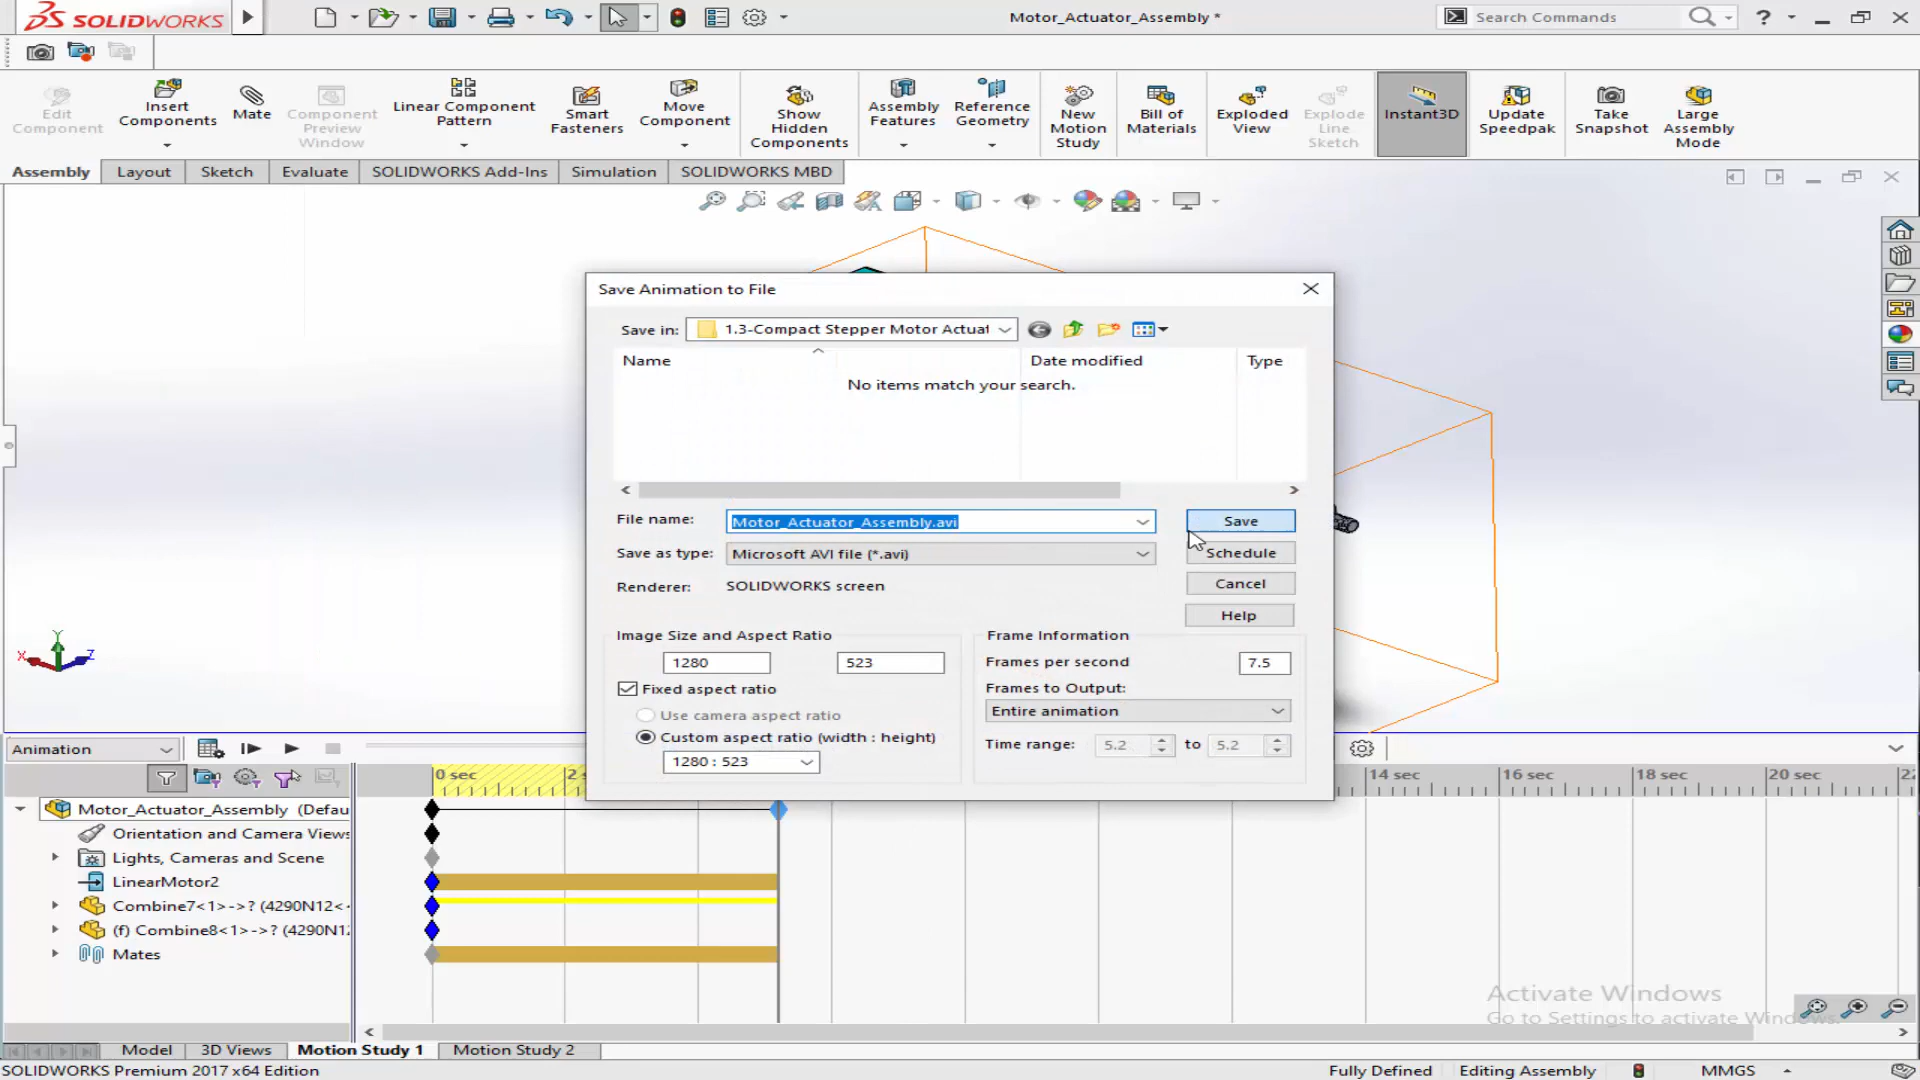 SOLIDWORKS
Motor_Actuator_Assembly *
Search Commands
Edit Component
Insert Components
Mate
Component Preview Window
Linear Component Pattern
Smart Fasteners
Move Component
Show Hidden Components
Assembly Features
Reference Geometry
New Motion Study
Bill of Materials
Exploded View
Explode Line Sketch
Instant3D
Update Speedpak
Take Snapshot
Large Assembly Mode
Assembly
Layout
Sketch
Evaluate
SOLIDWORKS Add-Ins
Simulation
SOLIDWORKS MBD
Save Animation to File
Save in:
1.3-Compact Stepper Motor Actuat
Name
Date modified
Type
No items match your search.
File name:
Motor_Actuator_Assembly.avi
Save
Save as type:
Microsoft AVI file (*.avi)
Schedule
Renderer:
SOLIDWORKS screen
Cancel
Help
Image Size and Aspect Ratio
1280
523
Fixed aspect ratio
Use camera aspect ratio
Custom aspect ratio (width : height)
1280 : 523
Frame Information
Frames per second
7.5
Frames to Output:
Entire animation
Time range:
5.2
to
5.2
X
Y
Z
Animation
0 sec
2 s
14 sec
16 sec
18 sec
20 sec
22
Motor_Actuator_Assembly (Defau
Orientation and Camera Views
Lights, Cameras and Scene
LinearMotor2
Combine7<1>->? (4290N12<
(f) Combine8<1>->? (4290N12
Mates
Activate Windows
Go to Settings to activate Windows.
Model
3D Views
Motion Study 1
Motion Study 2
SOLIDWORKS Premium 2017 x64 Edition
Fully Defined
Editing Assembly
MMGS